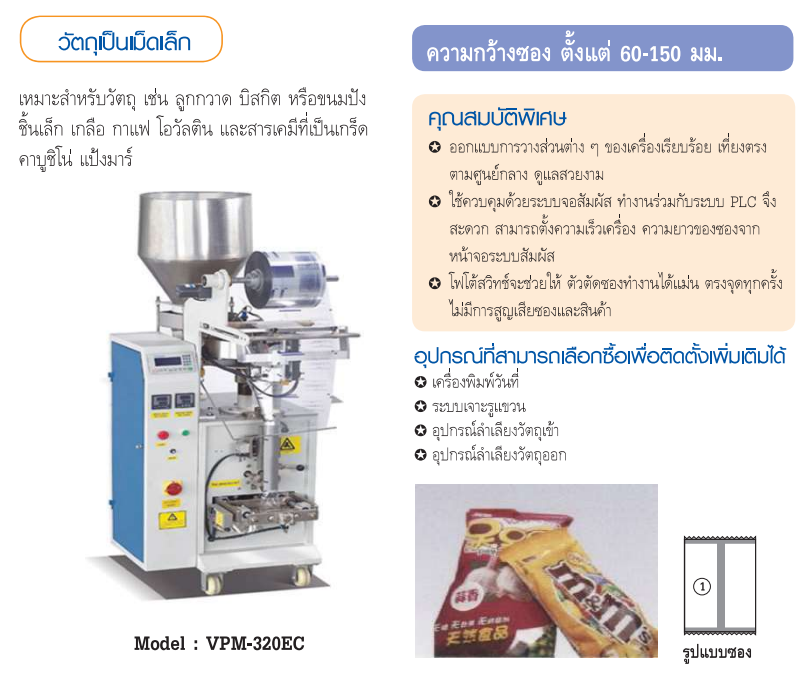 วัตถุเป็นเม็ดเล็ก
เหมาะสำหรับวัตถุ เช่น ลูกกวาด บิสกิต หรือขนมปัง
ชิ้นเล็ก เกลือ กาแฟ โอวัลติน และสารเคมีที่เป็นเกร็ด
คาปูชิโน่ แป้งมาร์
Model : VPM-320EC
ความกว้างซอง ตั้งแต่ 60-150 มม.
คุณสมบัติพิเศษ
✪ ออกแบบการวางส่วนต่าง ๆ ของเครื่องเรียบร้อย เที่ยงตรง
ตามศูนย์กลาง ดูแลสวยงาม
✪ ใช้ควบคุมด้วยระบบจอสัมผัส ทำงานร่วมกับระบบ PLC จึง
สะดวก สามารถตั้งความเร็วเครื่อง ความยาวของซองจาก
หน้าจอระบบสัมผัส
✪ โฟโต้สวิทช์จะช่วยให้ ตัวตัดซองทำงานได้แม่น ตรงจุดทุกครั้ง
ไม่มีการสูญเสียซองและสินค้า
อุปกรณ์ที่สามารถเลือกซื้อเพื่อติดตั้งเพิ่มเติมได้
✪ เครื่องพิมพ์วันที่
✪ ระบบเจาะรูแขวน
✪ อุปกรณ์ลำเลียงวัตถุเข้า
✪ อุปกรณ์ลำเลียงวัตถุออก
蒜香
天然食品
m&m's
1
รูปแบบซอง